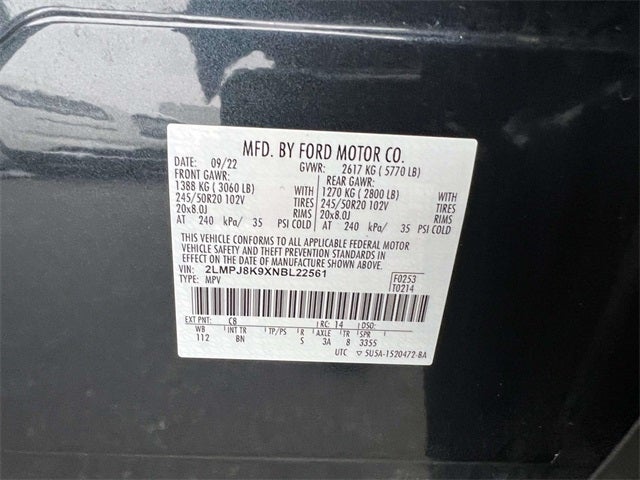 MFD. BY FORD MOTOR CO.
DATE: 09/22 GVWR: 2617 KG ( 5770 LB)
FRONT GAWR: REAR GAWR:
1388 KG ( 3060 LB) 1270 KG ( 2800 LB)
245/50R20 102V TIRES 245/50R20 102V TIRES
20x8.0J RIMS 20x8.0J RIMS
AT 240 kPa/ 35 PSI COLD AT 240 kPa/ 35 PSI COLD
THIS VEHICLE CONFORMS TO ALL APPLICABLE FEDERAL MOTOR
VEHICLE SAFETY AND THEFT PREVENTION STANDARDS IN
EFFECT ON THE DATE OF MANUFACTURE SHOWN ABOVE.
VIN: 2LMPJ8K9XNBL22561 F0253
TYPE: MPV T0214
EXT PNT: C8 RC: 14 DSO:
WB INT TR TP/PS R AXLE TR SPR
112 BN S 3A 8 3355
UTC ▽ 5U5A-1520472-BA